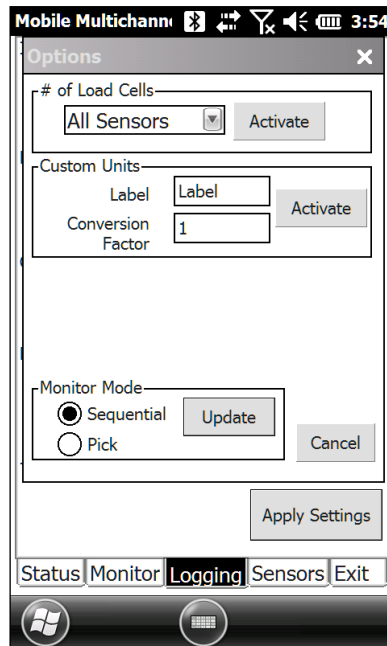 Mobile Multichann
3:54
Options
# of Load Cells
All Sensors
Activate
Custom Units
Label
Label
Activate
Conversion
Factor
1
Monitor Mode
Sequential
Update
Pick
Cancel
Apply Settings
Status
Monitor
Logging
Sensors
Exit